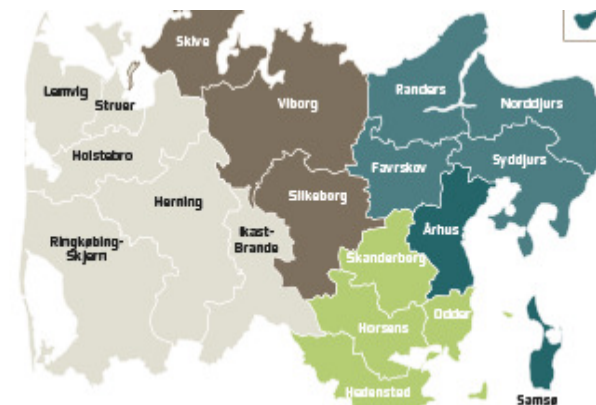 Skive
Lemvig
Struer
Viborg
Randers
Norddjurs
Holstebro
Favrskov
Syddjurs
Herning
Silkeborg
Ikast-
Brande
Århus
Ringkøbing-
Skjern
Skanderborg
Horsens
Odder
Hedensted
Samsø